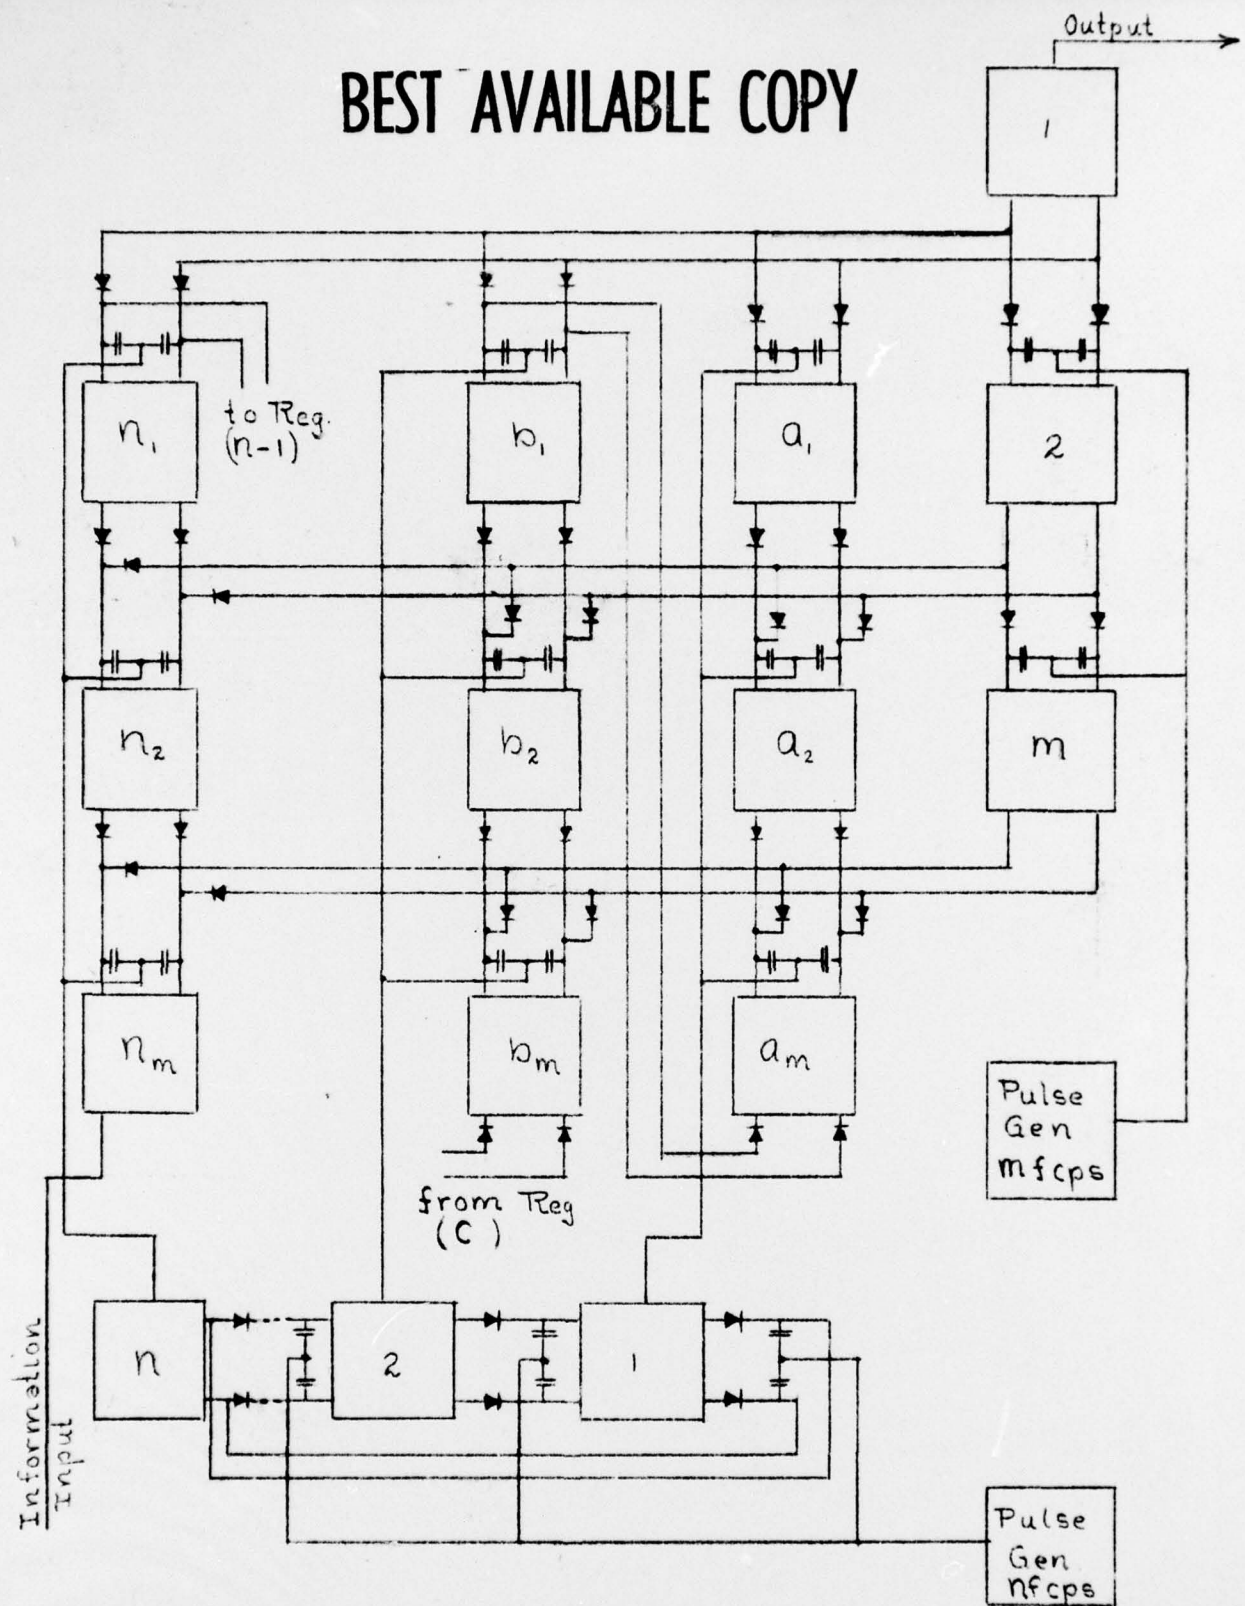 Output
BEST AVAILABLE COPY
1
to Reg.
(n-1)
n1
b1
a1
2
n2
b2
a2
m
nm
bm
am
Pulse
Gen
mfcps
from Reg
(C)
n
2
1
Information
Input
Pulse
Gen
nfcps